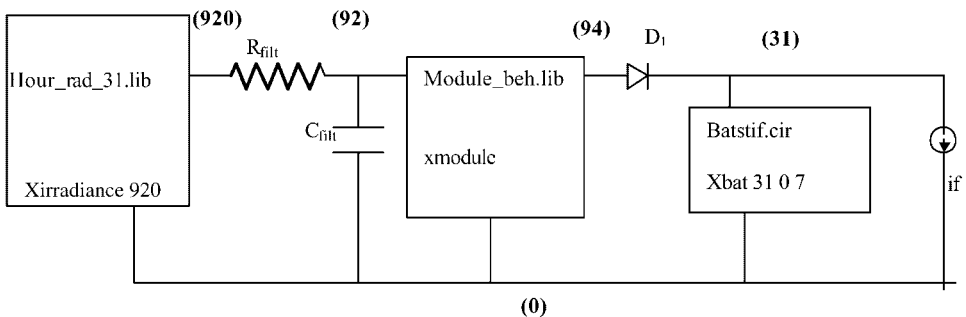 (920)
(92)
(94)
D1
(31)
Rfilt
Hour_rad_31.lib
Module_beh.lib
Cfilt
Batstif.cir
xmodule
Xirradiance 920
Xbat 31 0 7
if
(0)